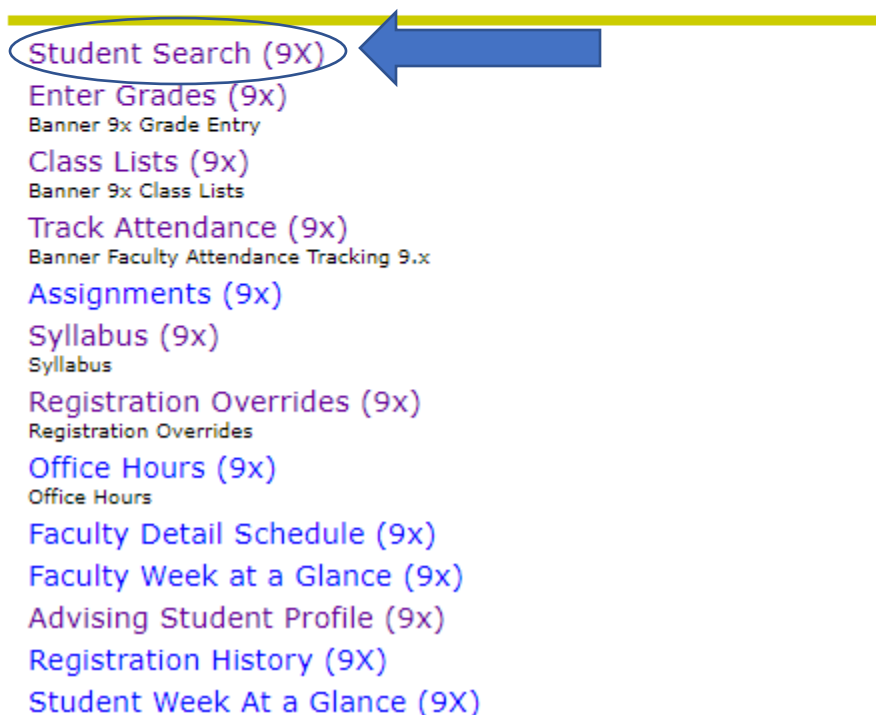 Student Search (9X)
Enter Grades (9x)
Banner 9x Grade Entry
Class Lists (9x)
Banner 9x Class Lists
Track Attendance (9x)
Banner Faculty Attendance Tracking 9.x
Assignments (9x)
Syllabus (9x)
Syllabus
Registration Overrides (9x)
Registration Overrides
Office Hours (9x)
Office Hours
Faculty Detail Schedule (9x)
Faculty Week at a Glance (9x)
Advising Student Profile (9x)
Registration History (9X)
Student Week At a Glance (9X)